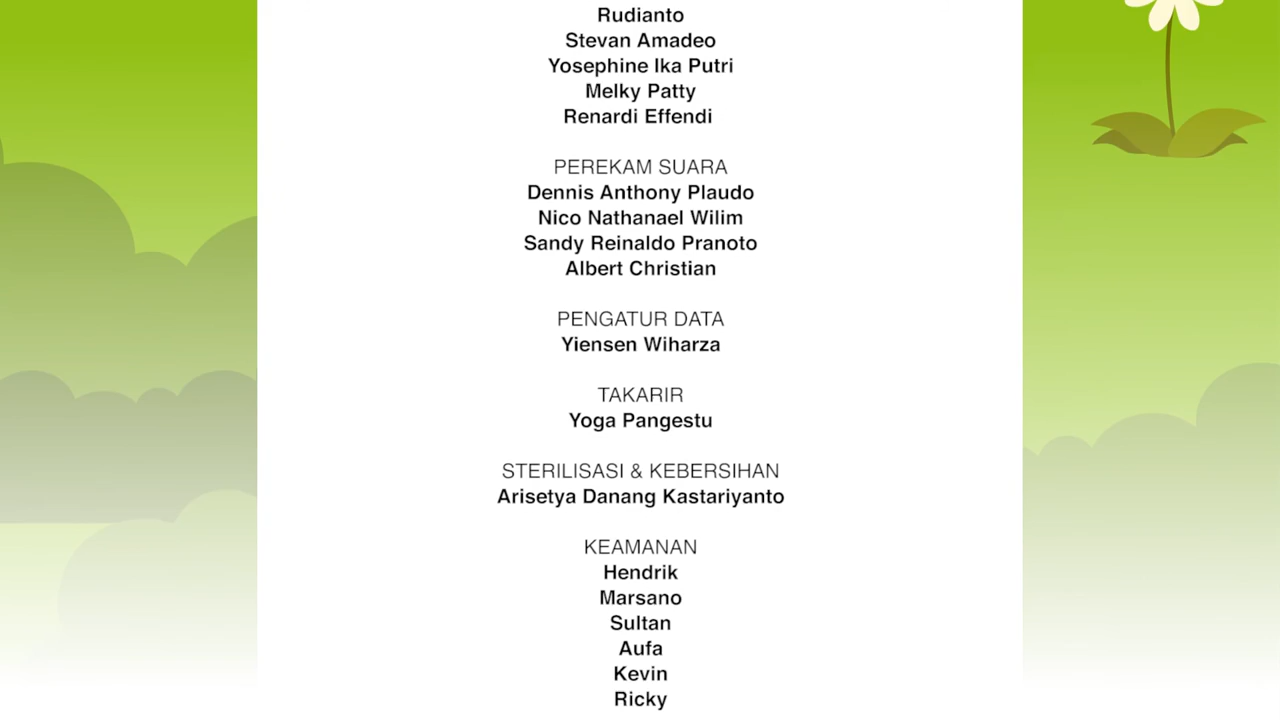 Rudianto
Stevan Amadeo
Yosephine Ika Putri
Melky Patty
Renardi Effendi
PEREKAM SUARA
Dennis Anthony Plaudo
Nico Nathanael Wilim
Sandy Reinaldo Pranoto
Albert Christian
PENGATUR DATA
Yiensen Wiharza
TAKARIR
Yoga Pangestu
STERILISASI & KEBERSIHAN
Arisetya Danang Kastariyanto
KEAMANAN
Hendrik
Marsano
Sultan
Aufa
Kevin
Ricky